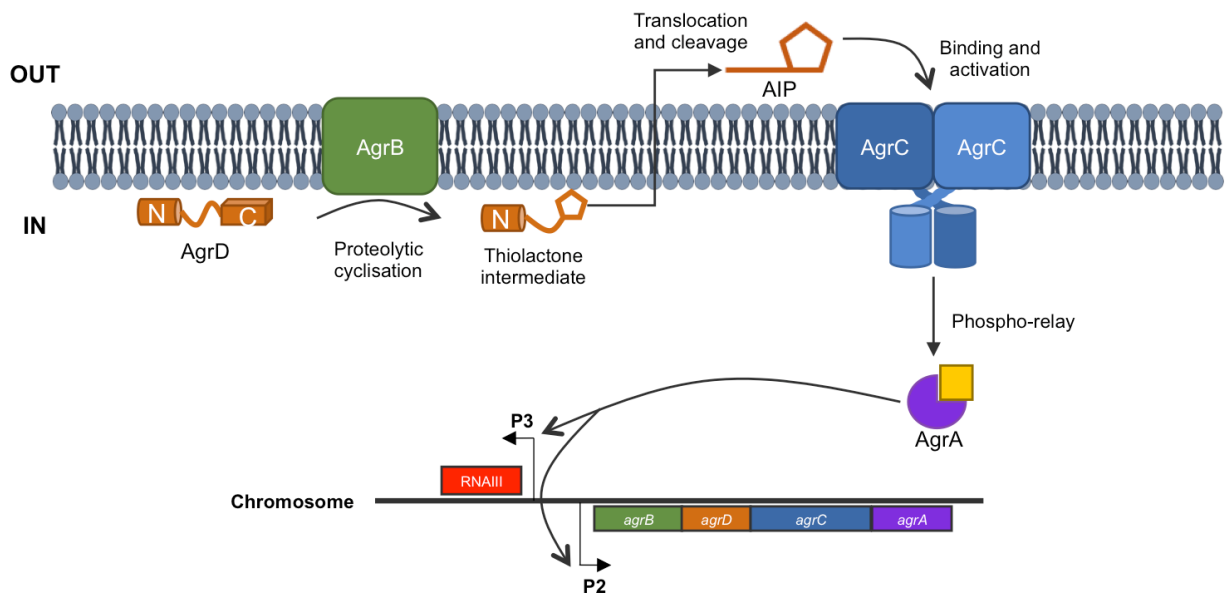 Translocation
and cleavage
Binding and
activation
OUT
AIP
AgrB
AgrC
AgrC
IN
N
C
N
AgrD
Proteolytic
cyclisation
Thiolactone
intermediate
Phospho-relay
AgrA
P3
RNAIII
Chromosome
agrB
agrD
agrC
agrA
P2